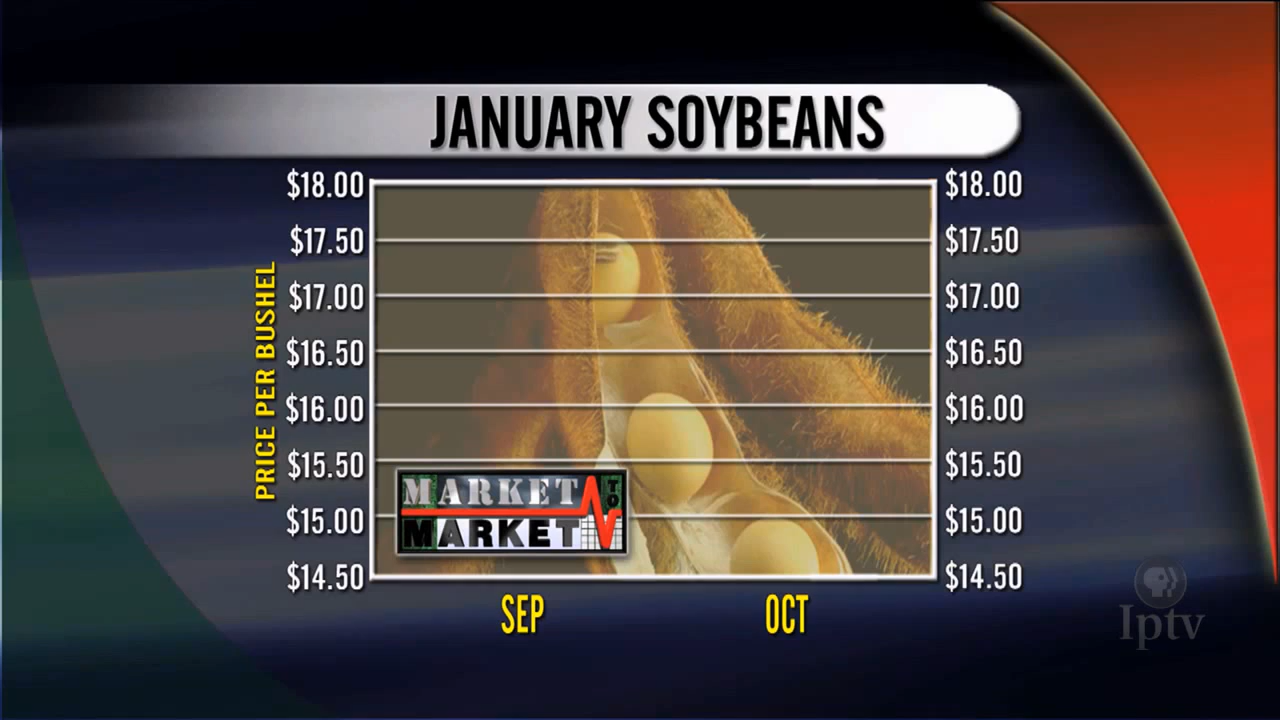 JANUARY SOYBEANS
$18.00 $18.00
$17.50 $17.50
$17.00 $17.00
$16.50 $16.50
$16.00 $16.00
$15.50 $15.50
$15.00 $15.00
$14.50 $14.50
PRICE PER BUSHEL
MARKET TO
MARKET
SEP OCT
Iptv